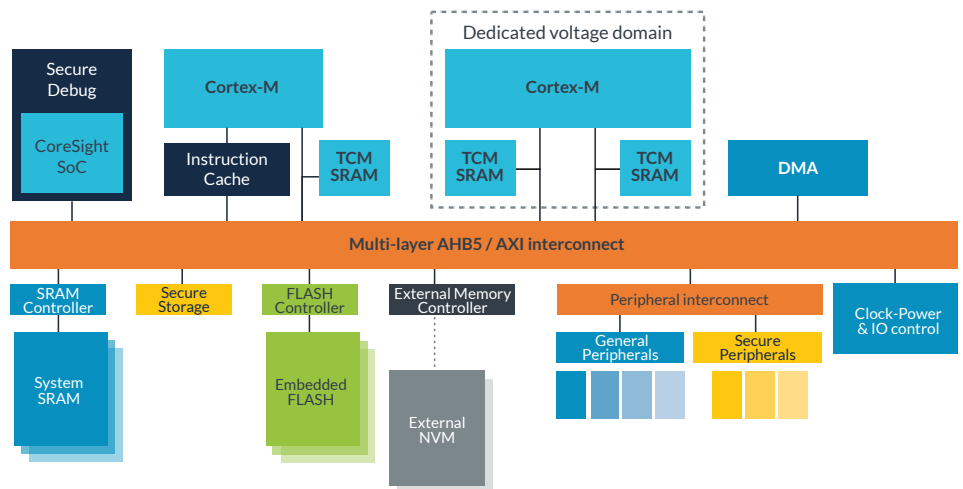 Dedicated voltage domain
Secure
Debug
CoreSight
SoC
Cortex-M
Cortex-M
Instruction
Cache
TCM
SRAM
TCM
SRAM
TCM
SRAM
DMA
Multi-layer AHB5 / AXI interconnect
SRAM
Controller
Secure
Storage
FLASH
Controller
External Memory
Controller
Peripheral interconnect
Clock-Power
& IO control
General
Peripherals
Secure
Peripherals
System
SRAM
Embedded
FLASH
External
NVM